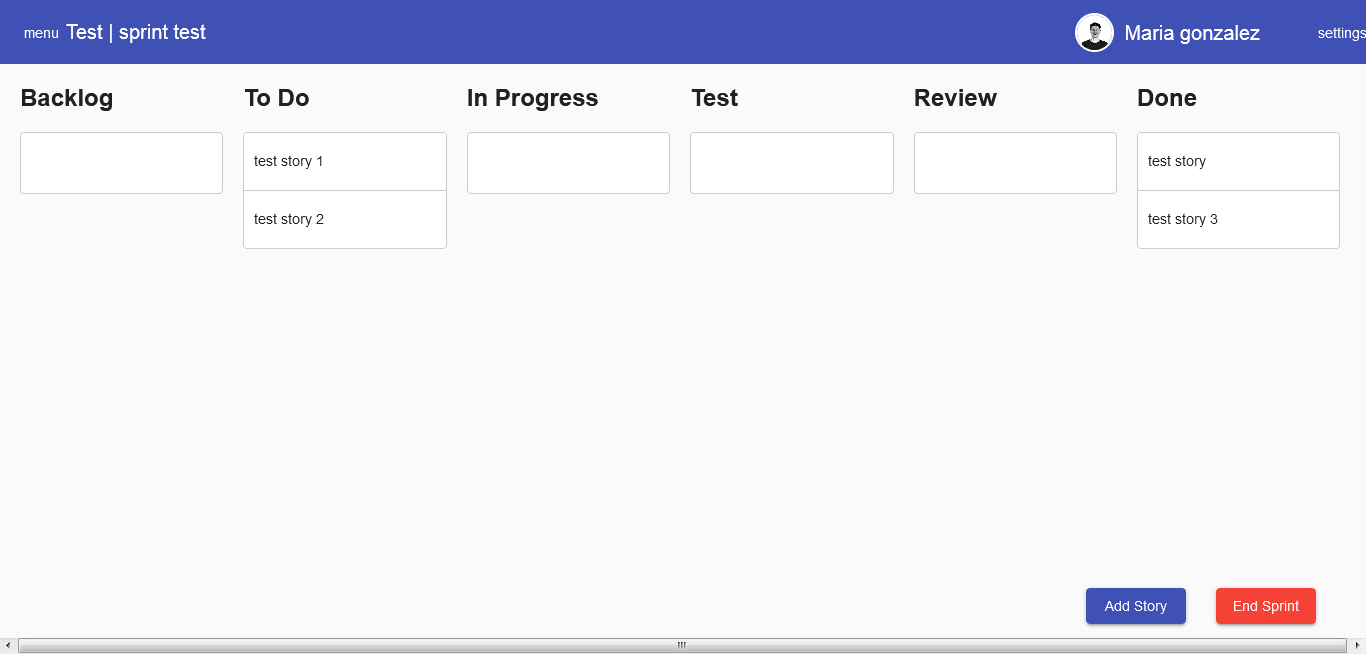 menu Test | sprint test Maria gonzalez settings
Backlog To Do In Progress Test Review Done
test story 1 test story
test story 2 test story 3
Add Story End Sprint